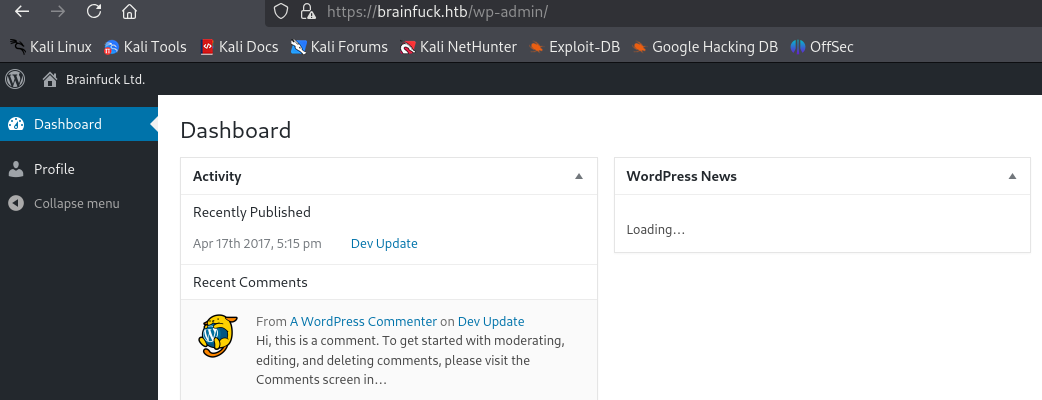 https://brainfuck.htb/wp-admin/
Kali Linux Kali Tools Kali Docs Kali Forums Kali NetHunter Exploit-DB Google Hacking DB OffSec
Brainfuck Ltd.
Dashboard
Profile
Collapse menu
Dashboard
Activity
Recently Published
Apr 17th 2017, 5:15 pm Dev Update
Recent Comments
From A WordPress Commenter on Dev Update
Hi, this is a comment. To get started with moderating,
editing, and deleting comments, please visit the
Comments screen in…
WordPress News
Loading…